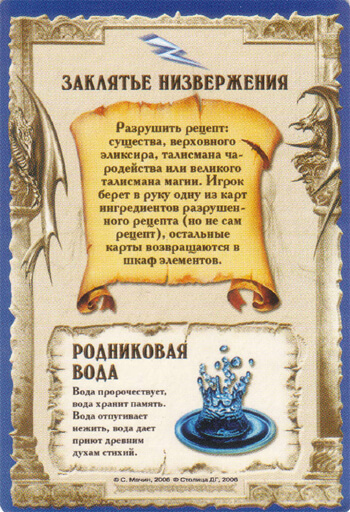 ЗАКЛЯТЬЕ НИЗВЕРЖЕНИЯ
Разрушить рецепт:
существа, верховного
эликсира, талисмана ча-
родейства или великого
талисмана магии. Игрок
берет в руку одну из карт
ингредиентов разрушен-
ного рецепта (но не сам
рецепт), остальные
карты возвращаются в
шкаф элементов.
РОДНИКОВАЯ
ВОДА
Вода пророчествует,
вода хранит память.
Вода отпугивает
нежить, вода дает
приют древним
духам стихий.
© С. Мачин, 2006 © Столица ДГ, 2006